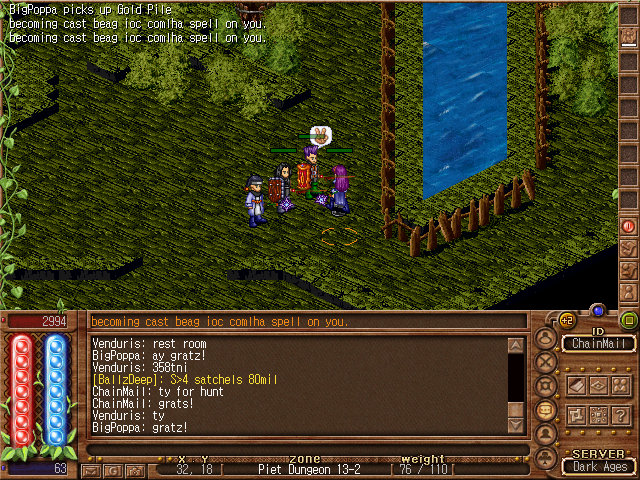 BigPoppa picks up Gold Pile
becoming cast beag ioc comlha spell on you.
becoming cast beag ioc comlha spell on you.
2994
becoming cast beag ioc comlha spell on you.
+2
ID
ChainMail
Venduris: rest room
BigPoppa: ay gratz!
Venduris: 358tni
[BallzDeep]: S>4 satchels 80mil
ChainMail: ty for hunt
ChainMail: grats!
Venduris: ty
BigPoppa: gratz!
63
x y zone weight
32, 18 [ Piet Dungeon 13-2 [ 76 / 110[
G
?
SERVER
Dark Ages